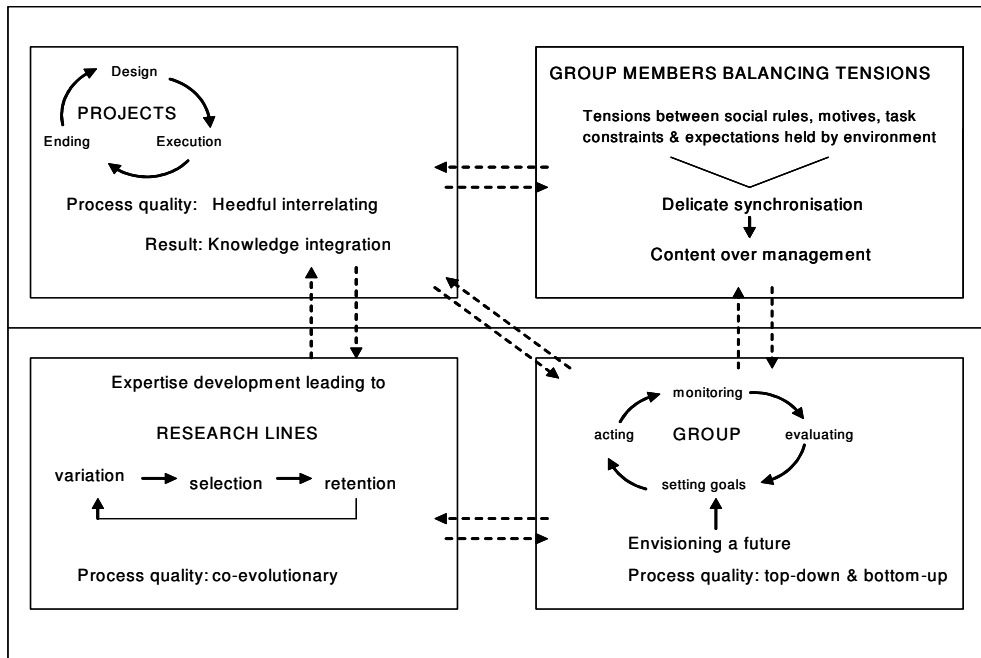 Design
PROJECTS
Ending
Execution
Process quality: Heedful interrelating
Result: Knowledge integration
GROUP MEMBERS BALANCING TENSIONS
Tensions between social rules, motives, task
constraints & expectations held by environment
Delicate synchronisation
Content over management
Expertise development leading to
RESEARCH LINES
variation
selection
retention
Process quality: co-evolutionary
monitoring
acting
GROUP
evaluating
setting goals
Envisioning a future
Process quality: top-down & bottom-up